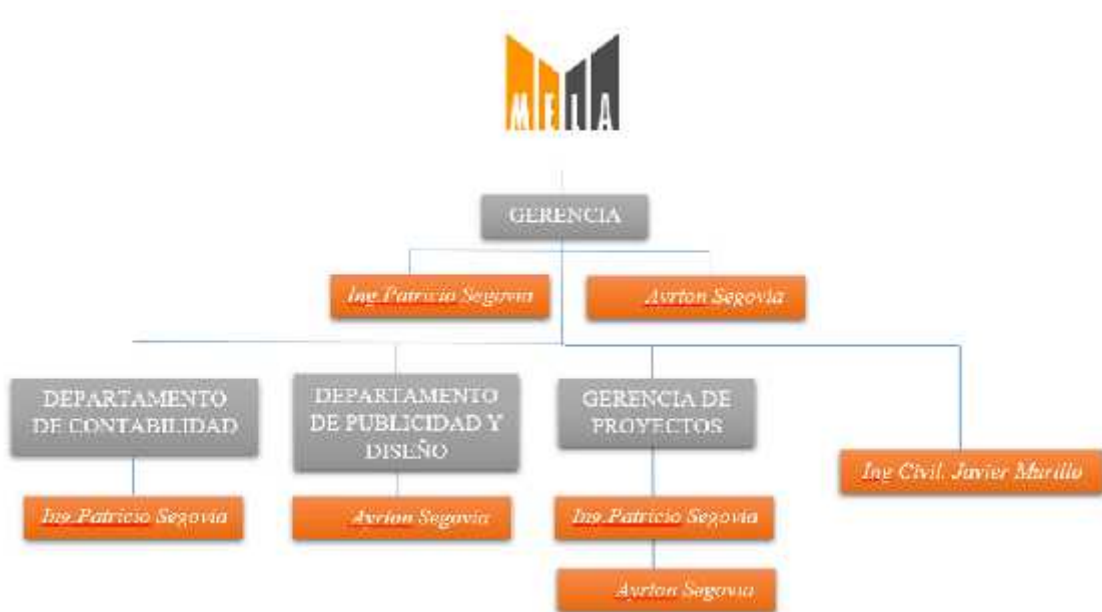 MELA
GERENCIA
Ing.Patricio Segovia
Ayrton Segovia
DEPARTAMENTO
DE CONTABILIDAD
DEPARTAMENTO
DE PUBLICIDAD Y
DISEÑO
GERENCIA DE
PROYECTOS
Ing Civil. Javier Murillo
Ing.Patricio Segovia
Ayrton Segovia
Ing.Patricio Segovia
Ayrton Segovia